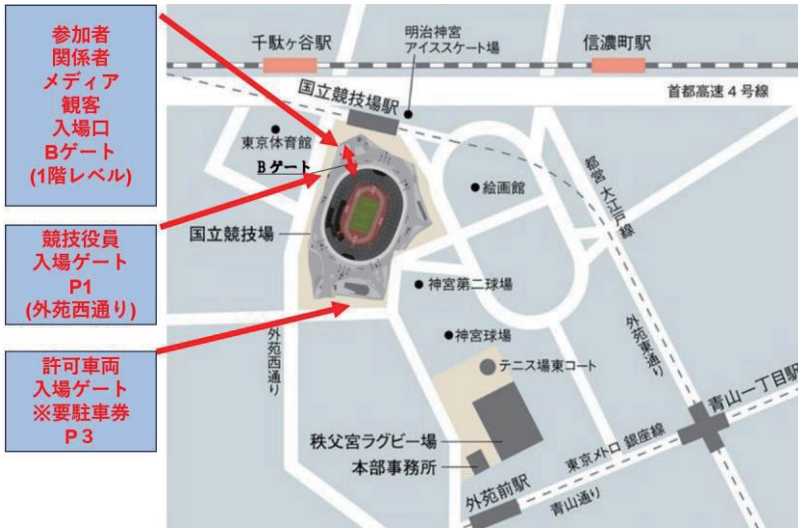 参加者
関係者
メディア
観客
入場口
Bゲート
(1階レベル)
競技役員
入場ゲート
P1
(外苑西通り)
許可車両
入場ゲート
※要駐車券
P3
千駄ヶ谷駅
明治神宮
アイススケート場
信濃町駅
国立競技場駅
首都高速4号線
東京体育館
Bゲート
絵画館
都営大江戸線
国立競技場
神宮第二球場
外苑西通り
神宮球場
外苑東通り
テニス場東コート
青山一丁目駅
秩父宮ラグビー場
本部事務所
東京メトロ 銀座線
外苑前駅
青山通り